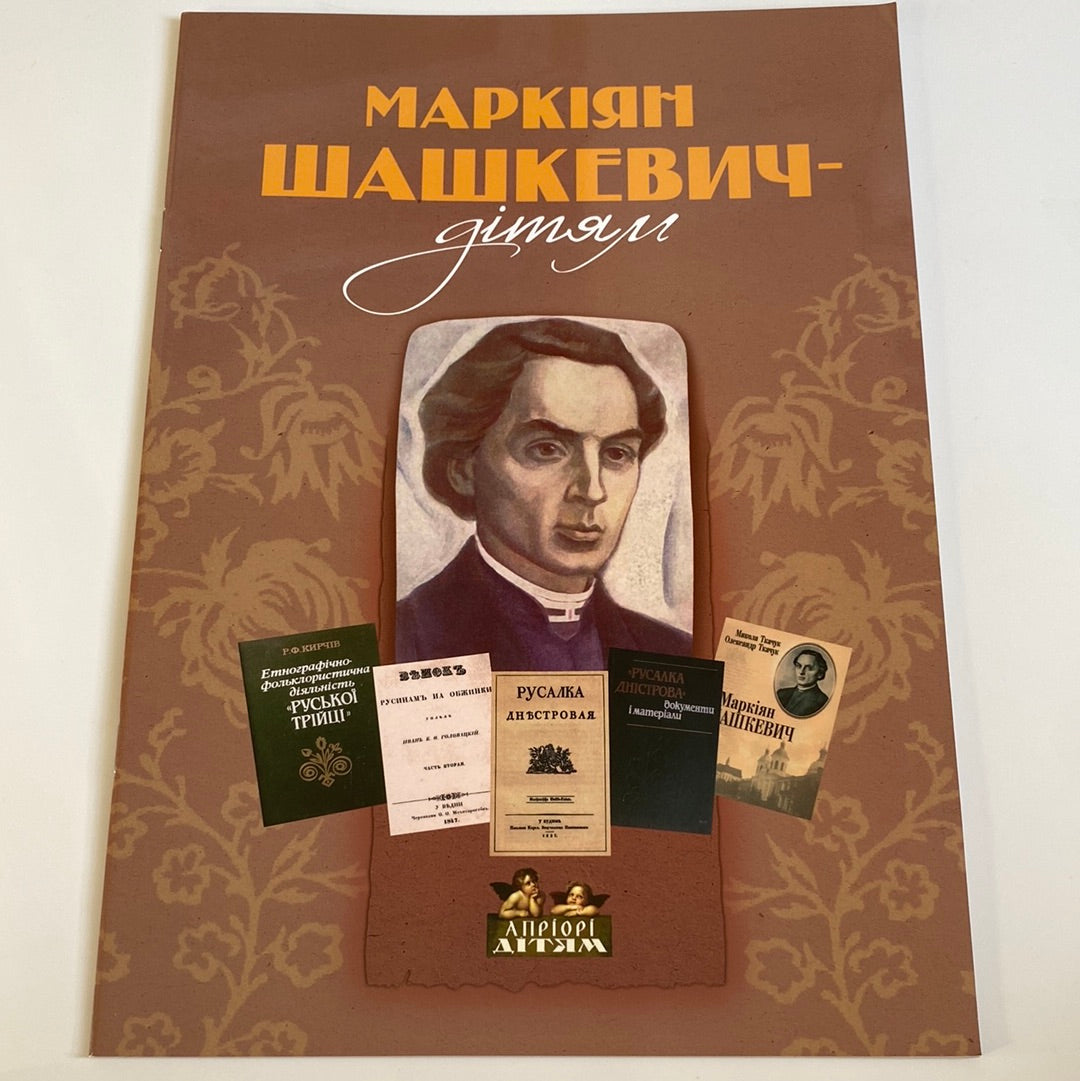 МАРКІЯН
ШАШКЕВИЧ-
дітям
Р.Ф.КИРЧІВ
Етнографічно-
фольклористична
діяльність
«РУСЬКОЇ
ТРІЙЦІ»
ВѢНОКЪ
РУСИНАМЪ НА ОБЖИНКИ
ИВАНЪ Б. Ѳ. ГОЛОВАЦКІЙ.
ЧАСТЬ ВТОРАЯ.
У ВѢДНИ
1847.
РУСАЛКА
ДНѢСТРОВАЯ
У БУДИМѢ
1837.
«РУСАЛКА
ДНІСТРОВА»
документи
і матеріали
Микола Ткачук
Олександр Ткачук
Маркіян
ШАШКЕВИЧ
АПРІОРІ
ДІТЯМ